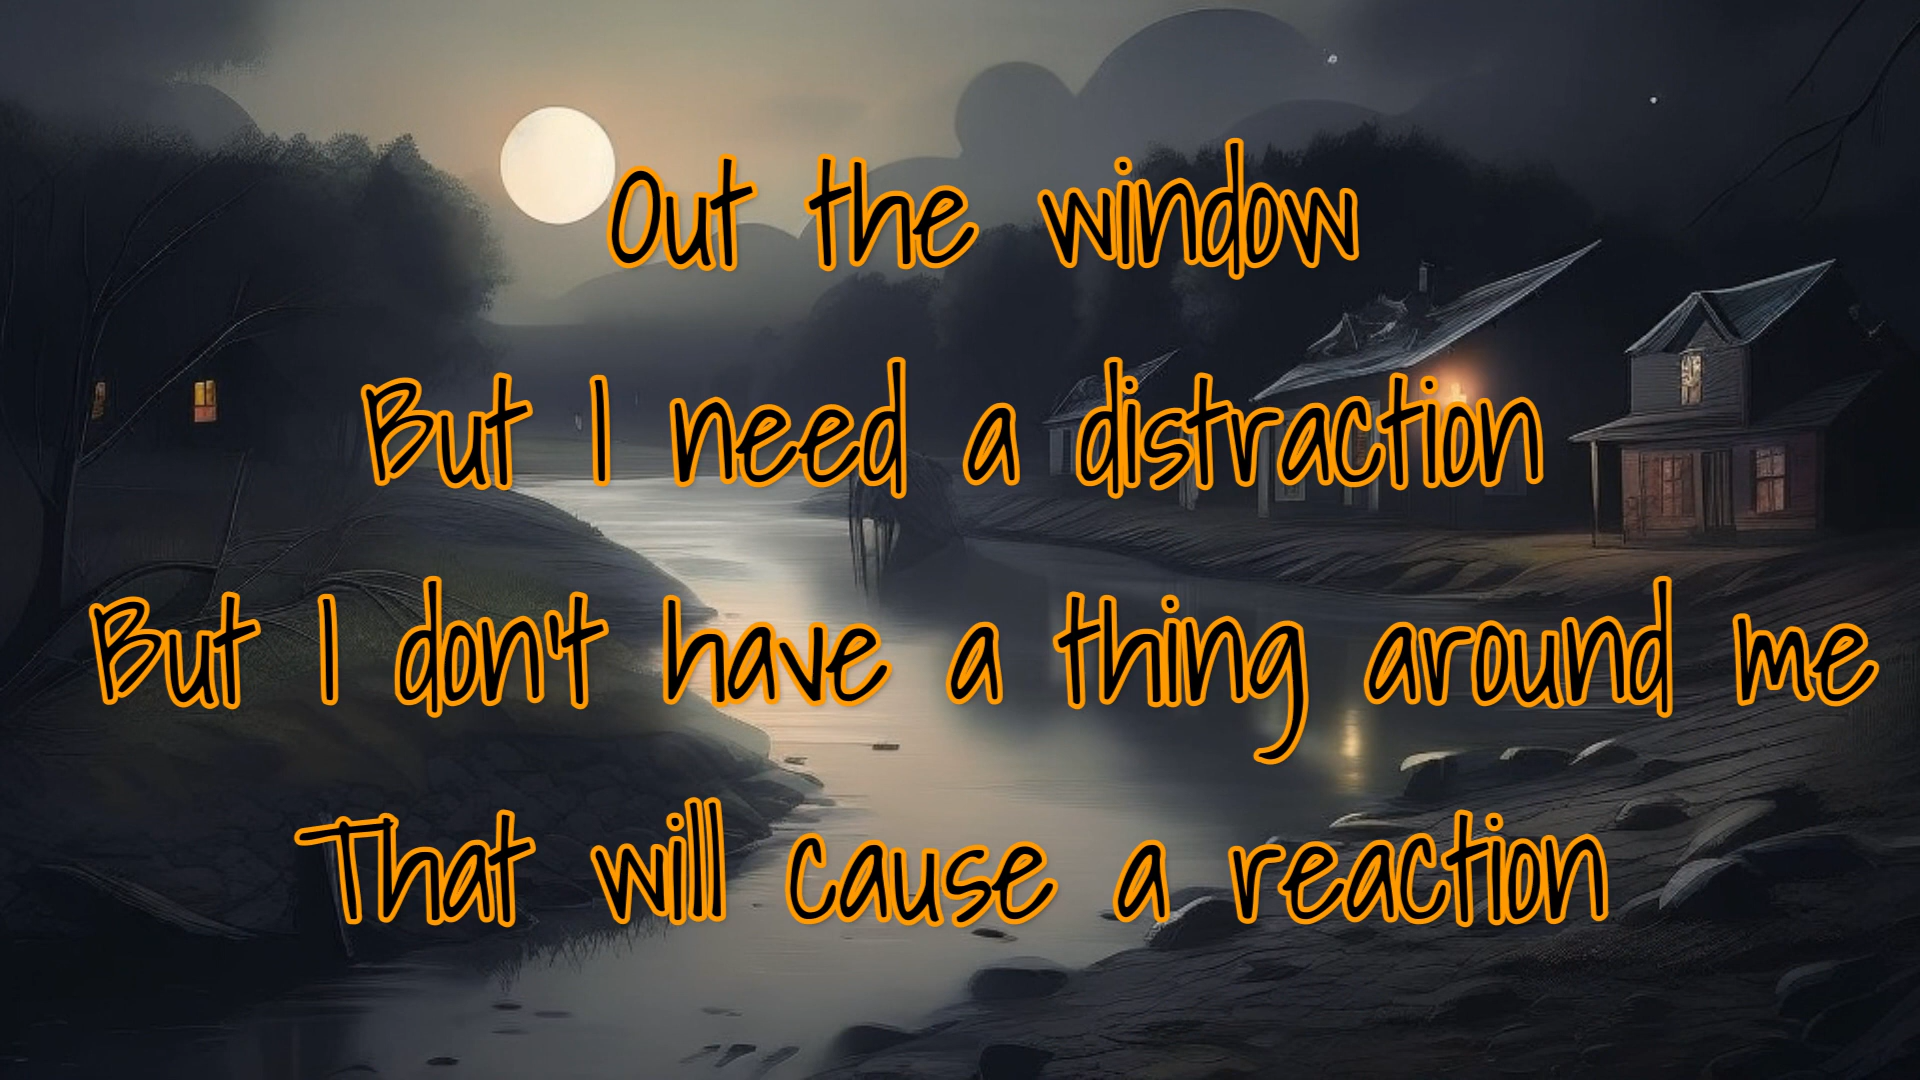 Out the window
But I need a distraction
But I don't have a thing around me
That will cause a reaction